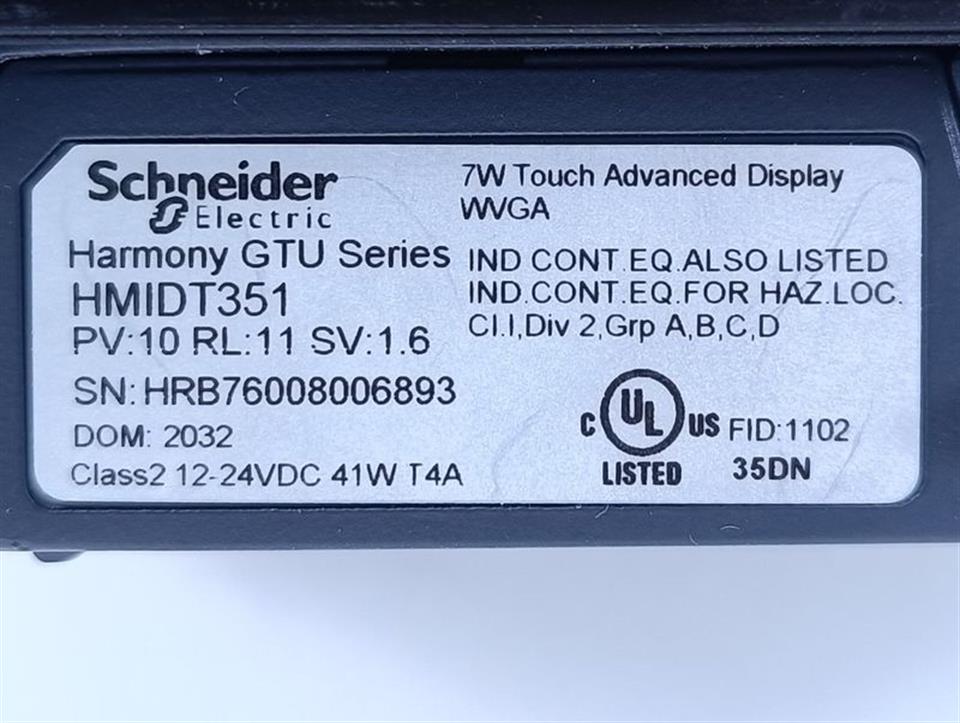 Schneider
Electric
Harmony GTU Series
HMIDT351
PV:10 RL:11 SV:1.6
SN: HRB76008006893
DOM: 2032
Class2 12-24VDC 41W T4A
7W Touch Advanced Display
WVGA
IND CONT.EQ.ALSO LISTED
IND.CONT.EQ.FOR HAZ.LOC.
Cl.I,Div 2,Grp A,B,C,D
C UL US
LISTED
FID:1102
35DN